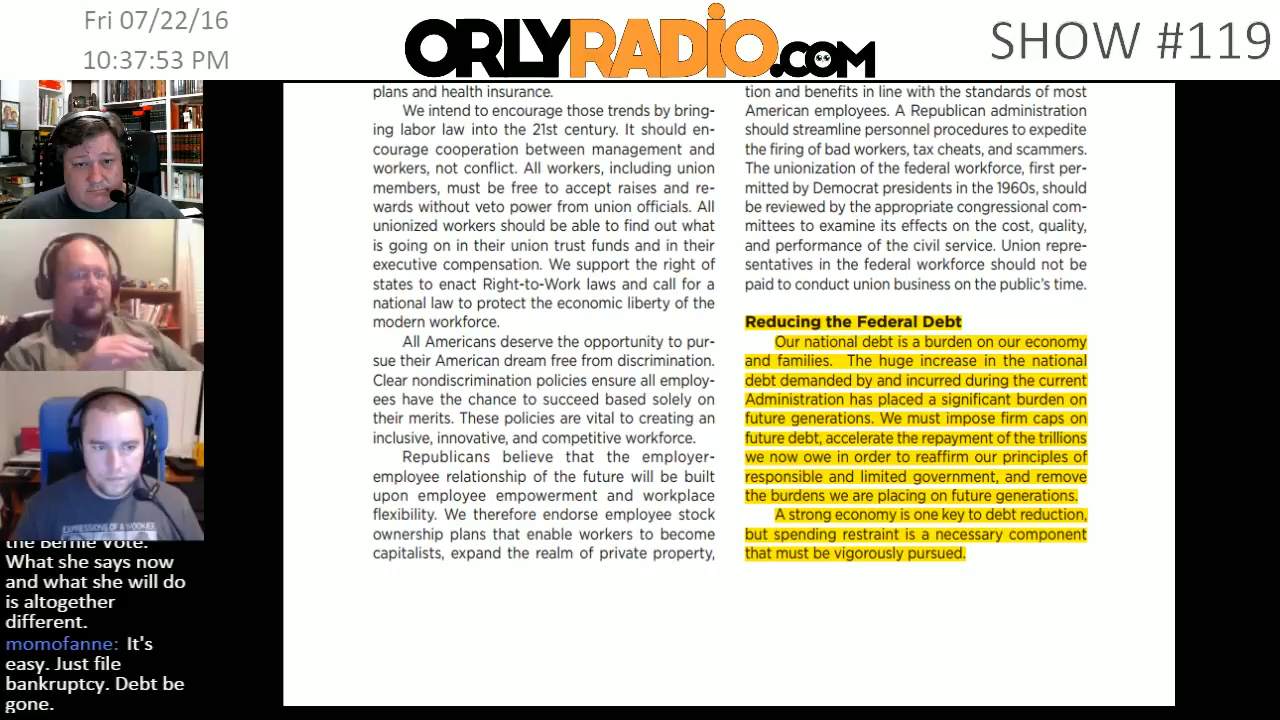 Fri 07/22/16
10:37:53 PM
ORLYRADIO.COM
SHOW #119
plans and health insurance.
We intend to encourage those trends by bring-
ing labor law into the 21st century. It should en-
courage cooperation between management and
workers, not conflict. All workers, including union
members, must be free to accept raises and re-
wards without veto power from union officials. All
unionized workers should be able to find out what
is going on in their union trust funds and in their
executive compensation. We support the right of
states to enact Right-to-Work laws and call for a
national law to protect the economic liberty of the
modern workforce.
All Americans deserve the opportunity to pur-
sue their American dream free from discrimination.
Clear nondiscrimination policies ensure all employ-
ees have the chance to succeed based solely on
their merits. These policies are vital to creating an
inclusive, innovative, and competitive workforce.
Republicans believe that the employer-
employee relationship of the future will be built
upon employee empowerment and workplace
flexibility. We therefore endorse employee stock
ownership plans that enable workers to become
capitalists, expand the realm of private property,
tion and benefits in line with the standards of most
American employees. A Republican administration
should streamline personnel procedures to expedite
the firing of bad workers, tax cheats, and scammers.
The unionization of the federal workforce, first per-
mitted by Democrat presidents in the 1960s, should
be reviewed by the appropriate congressional com-
mittees to examine its effects on the cost, quality,
and performance of the civil service. Union repre-
sentatives in the federal workforce should not be
paid to conduct union business on the public's time.
Reducing the Federal Debt
Our national debt is a burden on our economy
and families. The huge increase in the national
debt demanded by and incurred during the current
Administration has placed a significant burden on
future generations. We must impose firm caps on
future debt, accelerate the repayment of the trillions
we now owe in order to reaffirm our principles of
responsible and limited government, and remove
the burdens we are placing on future generations.
A strong economy is one key to debt reduction,
but spending restraint is a necessary component
that must be vigorously pursued.
EXPRESSIONS OF A WOOKIEE
the Bernie Vote.
What she says now
and what she will do
is altogether
different.
momofanne: It's
easy. Just file
bankruptcy. Debt be
gone.